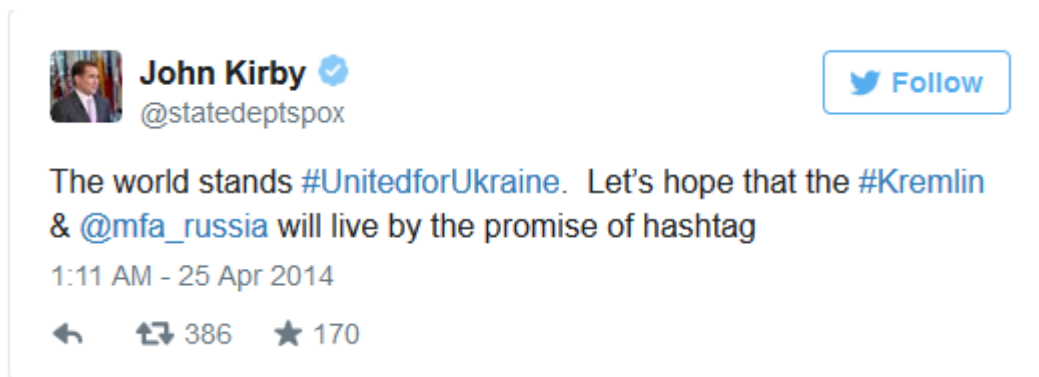 John Kirby
@statedeptspox
Follow
The world stands #UnitedforUkraine.  Let's hope that the #Kremlin
& @mfa_russia will live by the promise of hashtag
1:11 AM - 25 Apr 2014
386 170